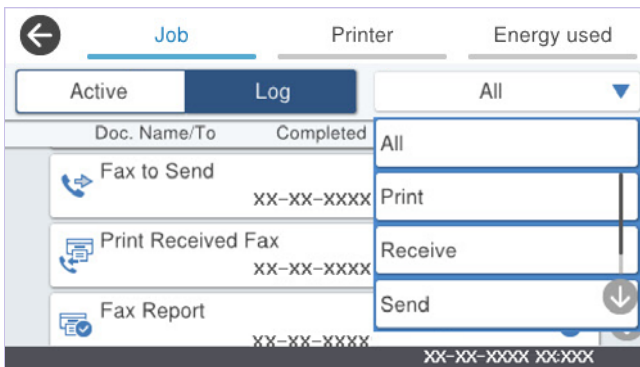 Job Printer Energy used
Active Log All
Doc. Name/To Completed
All
Fax to Send
XX-XX-XXXX
Print
Print Received Fax
XX-XX-XXXX
Receive
Fax Report
XX-XX-XXXX
Send
XX-XX-XXXX XX:XXX